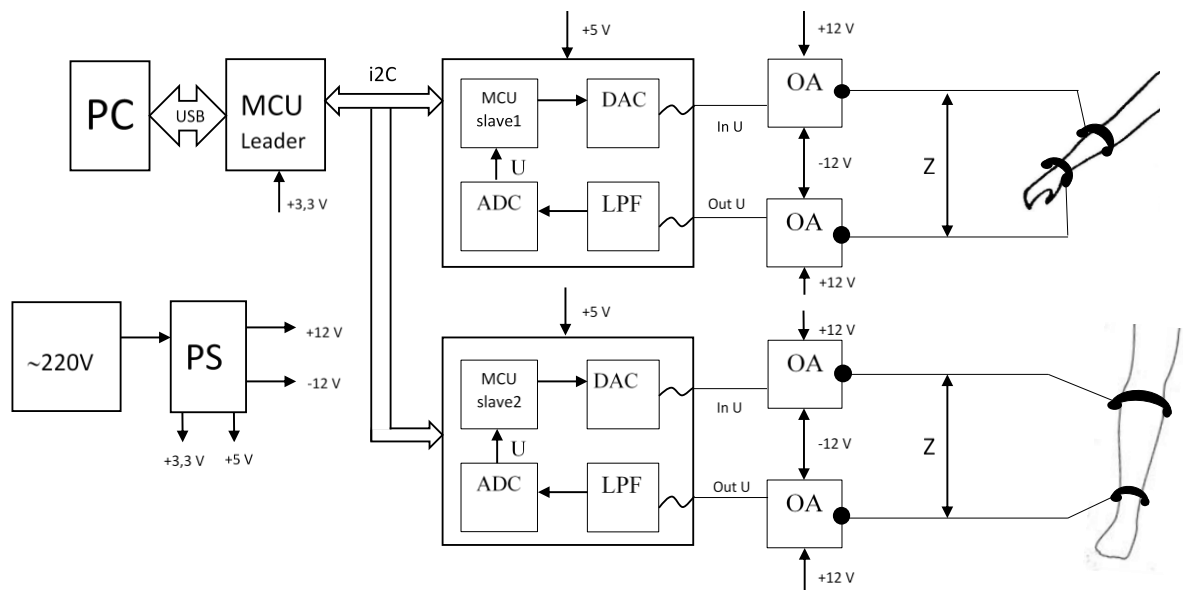 PC
USB
MCU
Leader
+3,3 V
i2C
+5 V
MCU
slave1
DAC
U
ADC
LPF
In U
Out U
+12 V
OA
-12 V
OA
+12 V
Z
~220V
PS
+12 V
-12 V
+3,3 V
+5 V
+5 V
MCU
slave2
DAC
U
ADC
LPF
In U
Out U
+12 V
OA
-12 V
OA
+12 V
Z